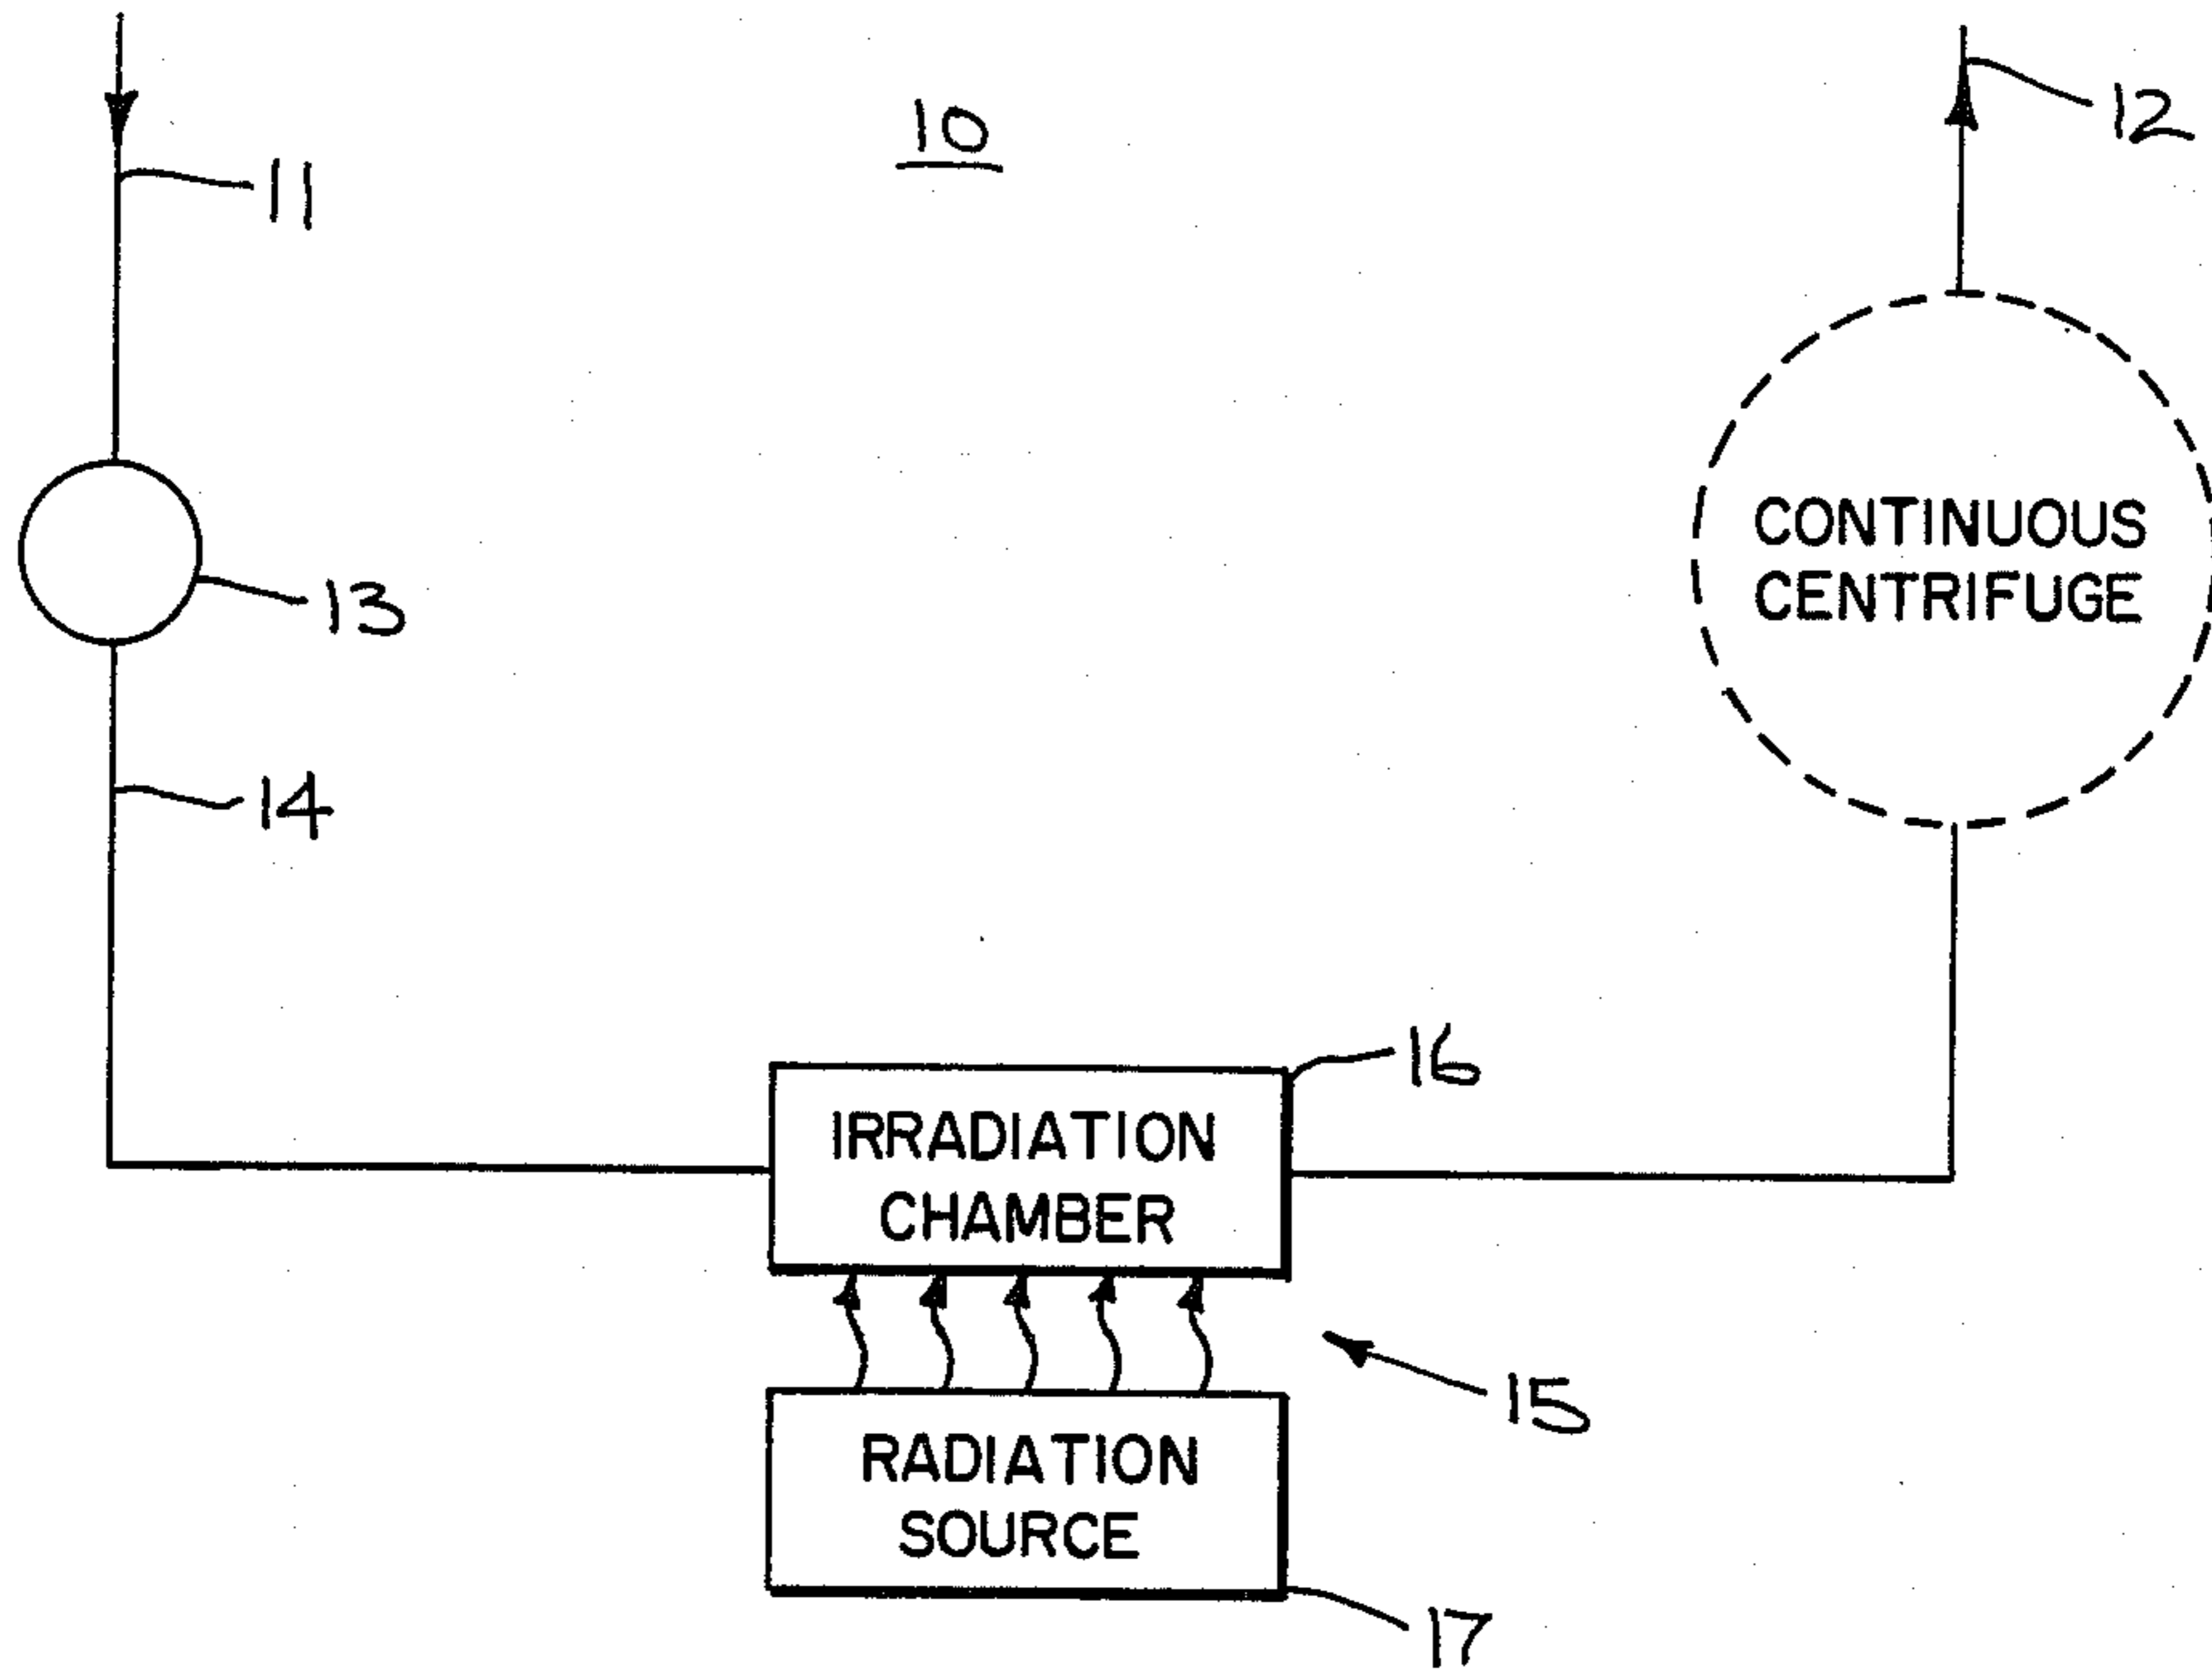 10
12
11
CONTINUOUS
CENTRIFUGE
13
14
16
IRRADIATION
CHAMBER
15
RADIATION
SOURCE
17